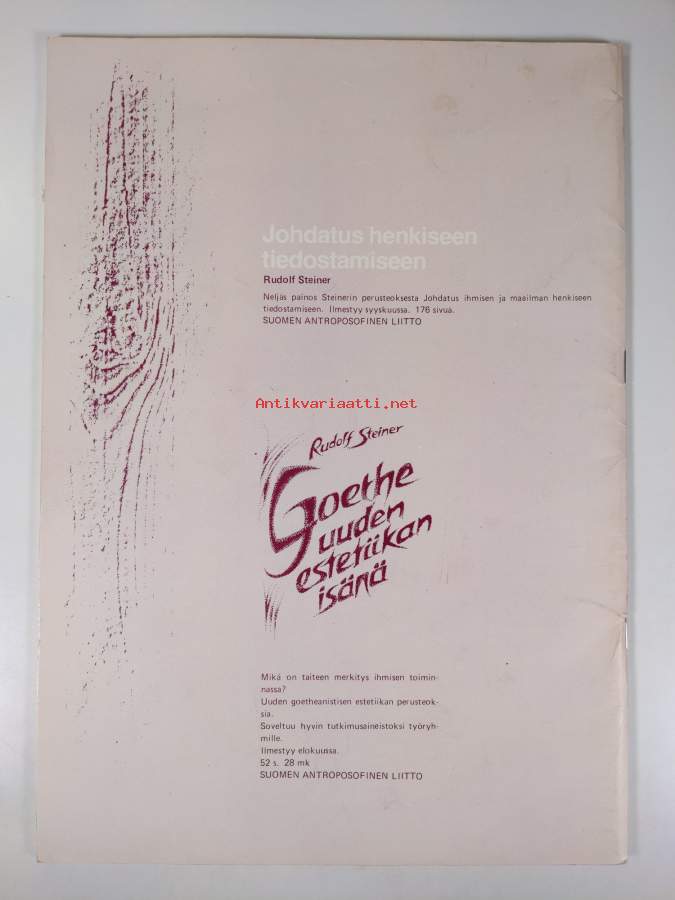 Johdatus henkiseen
tiedostamiseen
Rudolf Steiner
Neljäs painos Steinerin perusteoksesta Johdatus ihmisen ja maailman henkiseen
tiedostamiseen. Ilmestyy syyskuussa. 176 sivua.
SUOMEN ANTROPOSOFINEN LIITTO
Antikvariaatti.net
Rudolf Steiner
Goethe
uuden
estetiikan
isänä
Mikä on taiteen merkitys ihmisen toimin-
nassa?
Uuden goetheanistisen estetiikan perusteok-
sia.
Soveltuu hyvin tutkimusaineistoksi työryh-
mille.
Ilmestyy elokuussa.
52 s. 28 mk
SUOMEN ANTROPOSOFINEN LIITTO